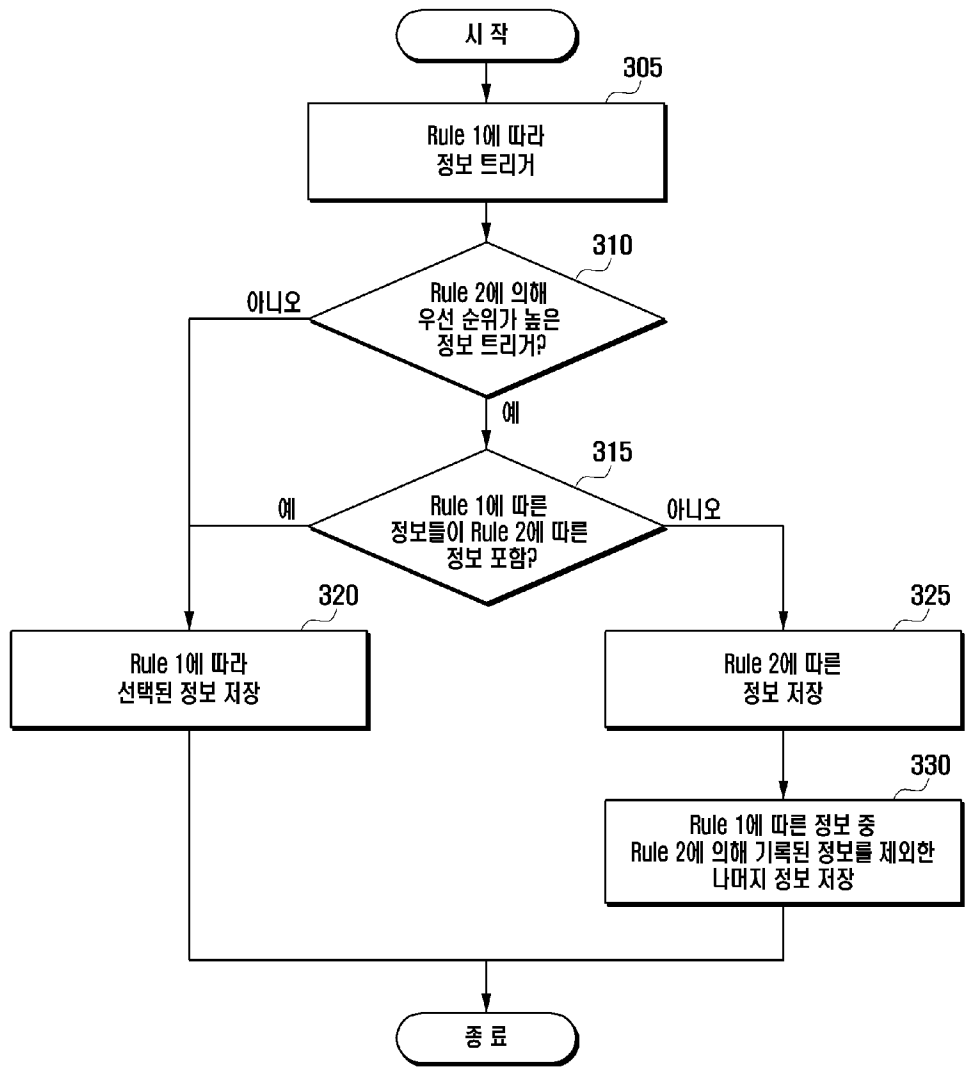 시 작
305
Rule 1에 따라
정보 트리거
310
Rule 2에 의해
우선 순위가 높은
정보 트리거?
아니오
예
315
Rule 1에 따른
정보들이 Rule 2에 따른
정보 포함?
예
아니오
320
Rule 1에 따라
선택된 정보 저장
325
Rule 2에 따른
정보 저장
330
Rule 1에 따른 정보 중
Rule 2에 의해 기록된 정보를 제외한
나머지 정보 저장
종 료